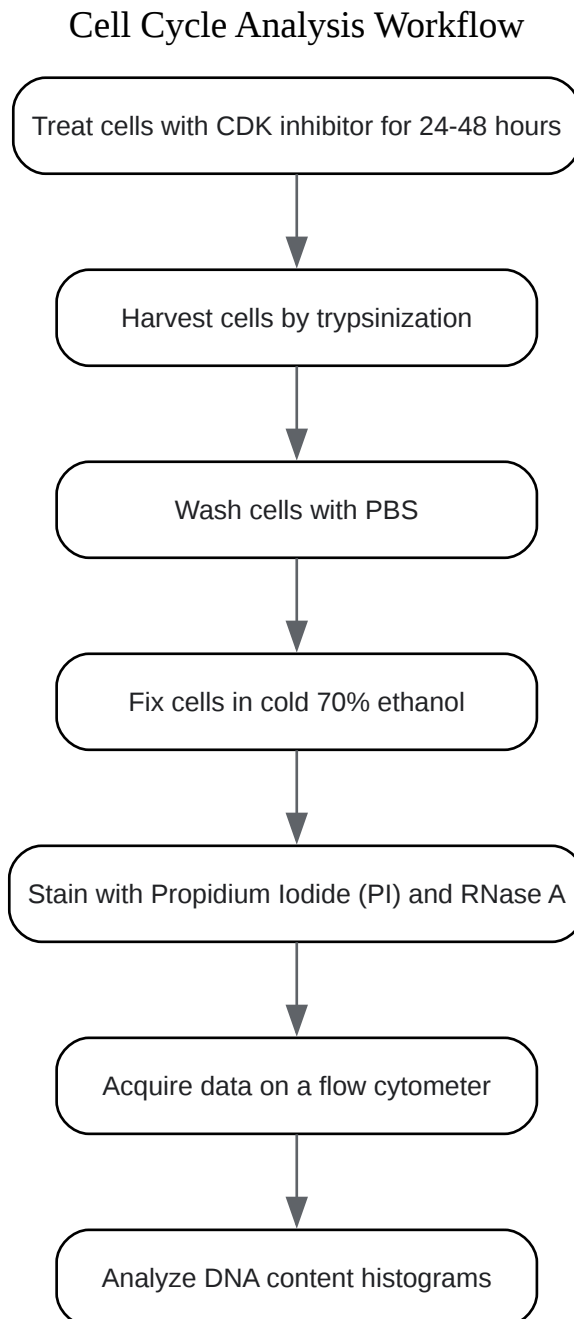 Cell Cycle Analysis Workflow
Treat cells with CDK inhibitor for 24-48 hours
Harvest cells by trypsinization
Wash cells with PBS
Fix cells in cold 70% ethanol
Stain with Propidium Iodide (PI) and RNase A
Acquire data on a flow cytometer
Analyze DNA content histograms